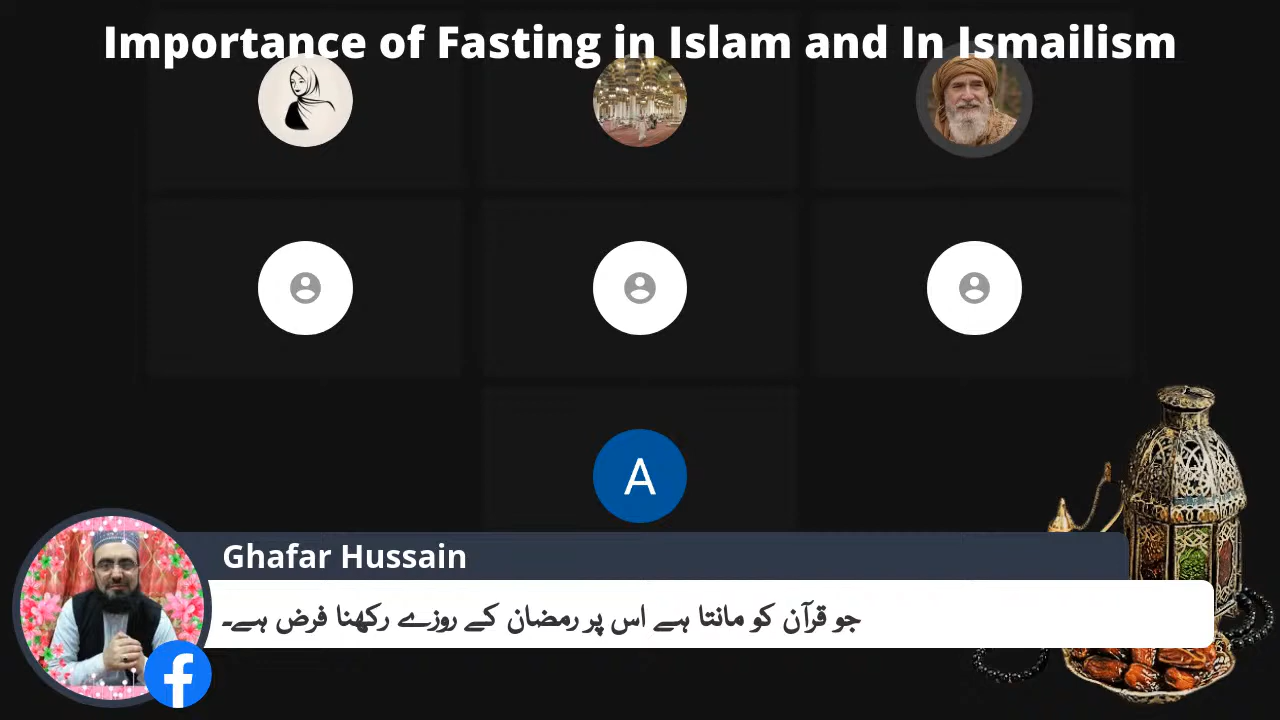 Importance of Fasting in Islam and In Ismailism
A
Ghafar Hussain
جو قرآن کو مانتا ہے اس پر رمضان کے روزے رکھنا فرض ہے۔